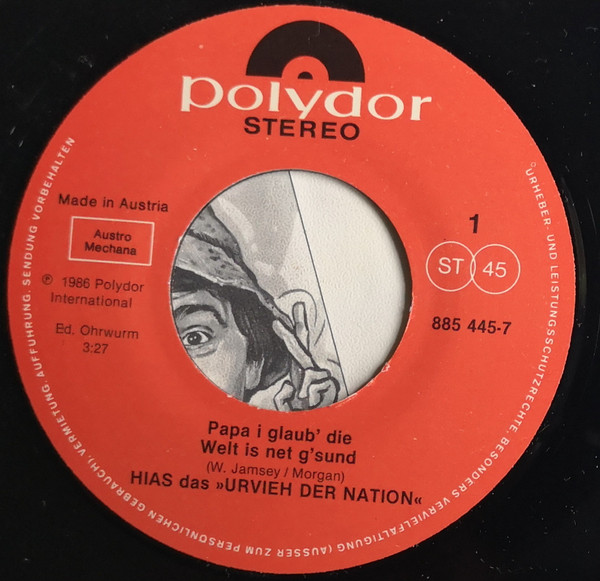 polydor
STEREO
Made in Austria
Austro
Mechana
℗ 1986 Polydor
International
Ed. Ohrwurm
3:27
1
ST 45
885 445-7
Papa i glaub' die
Welt is net g'sund
(W. Jamsey / Morgan)
HIAS das »URVIEH DER NATION«
URHEBER- UND LEISTUNGSSCHUTZRECHTE, BESONDERS VERVIELFÄLTIGUNG (AUSSER ZUM PERSÖNLICHEN GEBRAUCH), VERMIETUNG, AUFFÜHRUNG, SENDUNG VORBEHALTEN